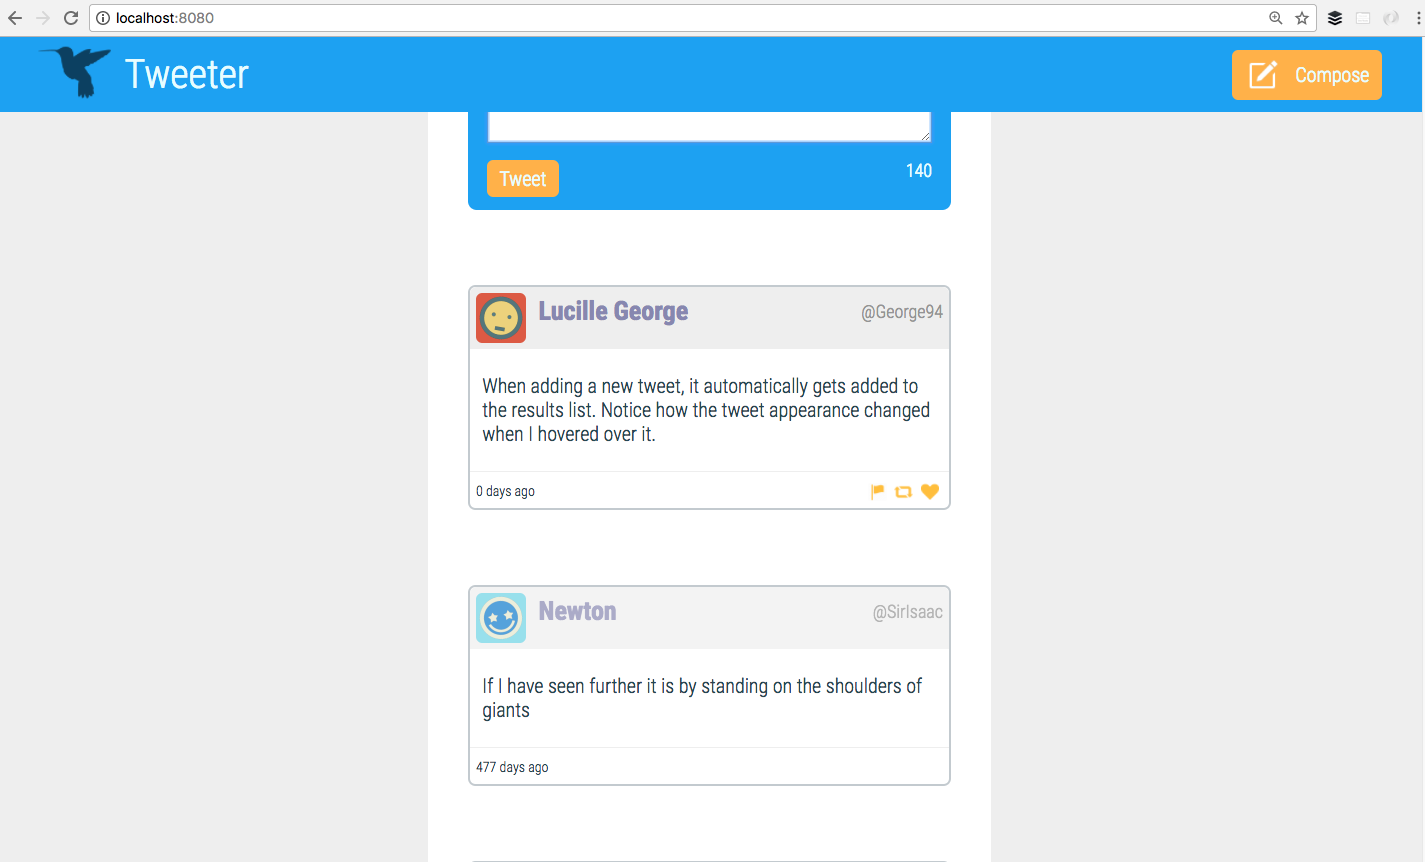 localhost:8080
Tweeter
Compose
Tweet
140
Lucille George
@George94
When adding a new tweet, it automatically gets added to
the results list. Notice how the tweet appearance changed
when I hovered over it.
0 days ago
Newton
@SirIsaac
If I have seen further it is by standing on the shoulders of
giants
477 days ago